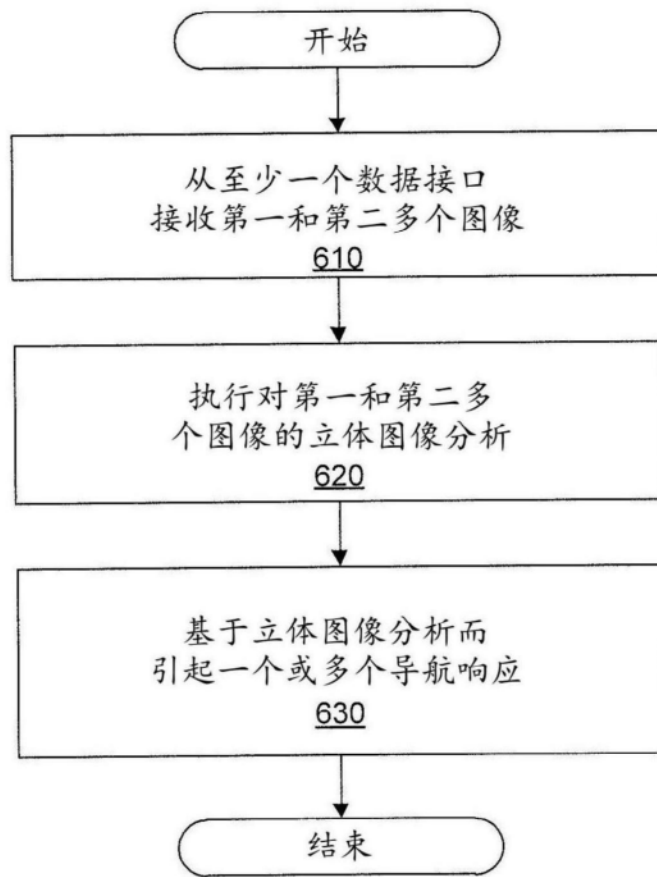 开始
从至少一个数据接口
接收第一和第二多个图像
610
执行对第一和第二多
个图像的立体图像分析
620
基于立体图像分析而
引起一个或多个导航响应
630
结束